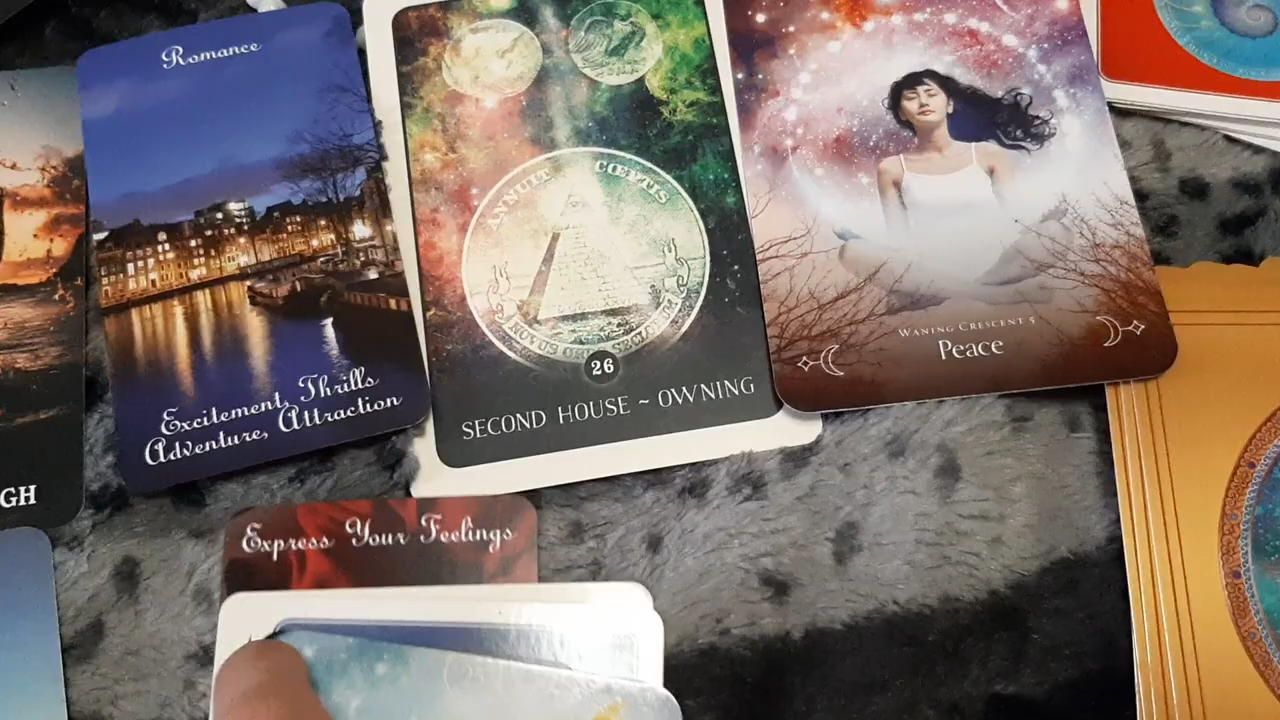 Romance
Excitement, Thrills
Adventure, Attraction
ANNUIT COEPTIS
NOVUS ORDO SECLORUM
26
SECOND HOUSE ~ OWNING
WANING CRESCENT 5
Peace
GH
Express Your Feelings